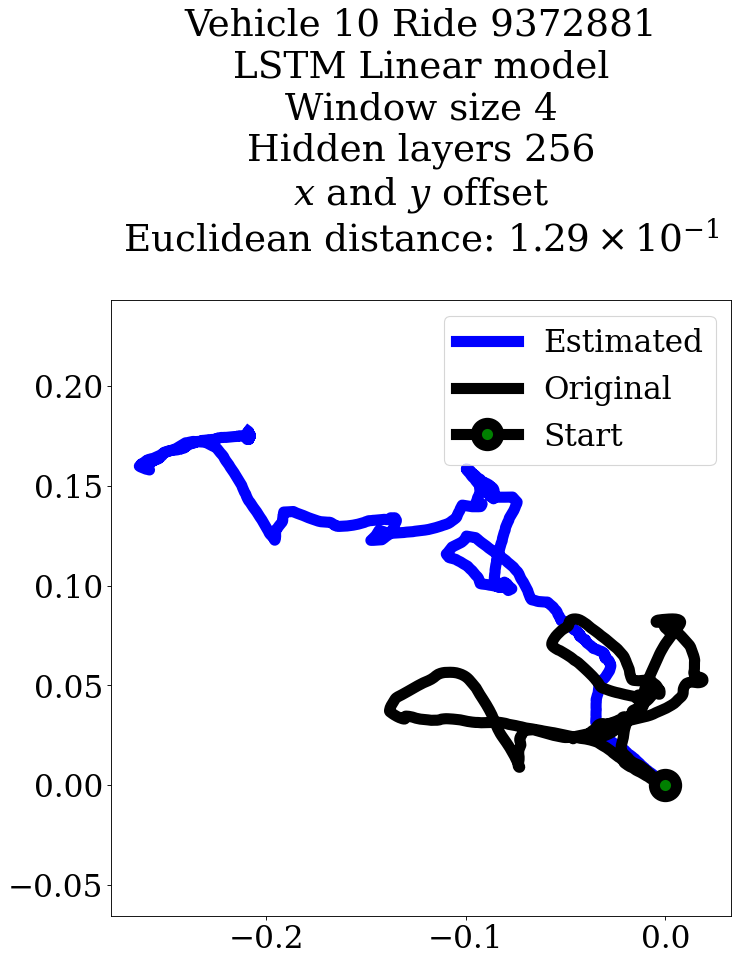 Vehicle 10 Ride 9372881
LSTM Linear model
Window size 4
Hidden layers 256
x and y offset
Euclidean distance: 1.29 × 10⁻¹
Estimated
Original
Start
0.20
0.15
0.10
0.05
0.00
−0.05
−0.2
−0.1
0.0